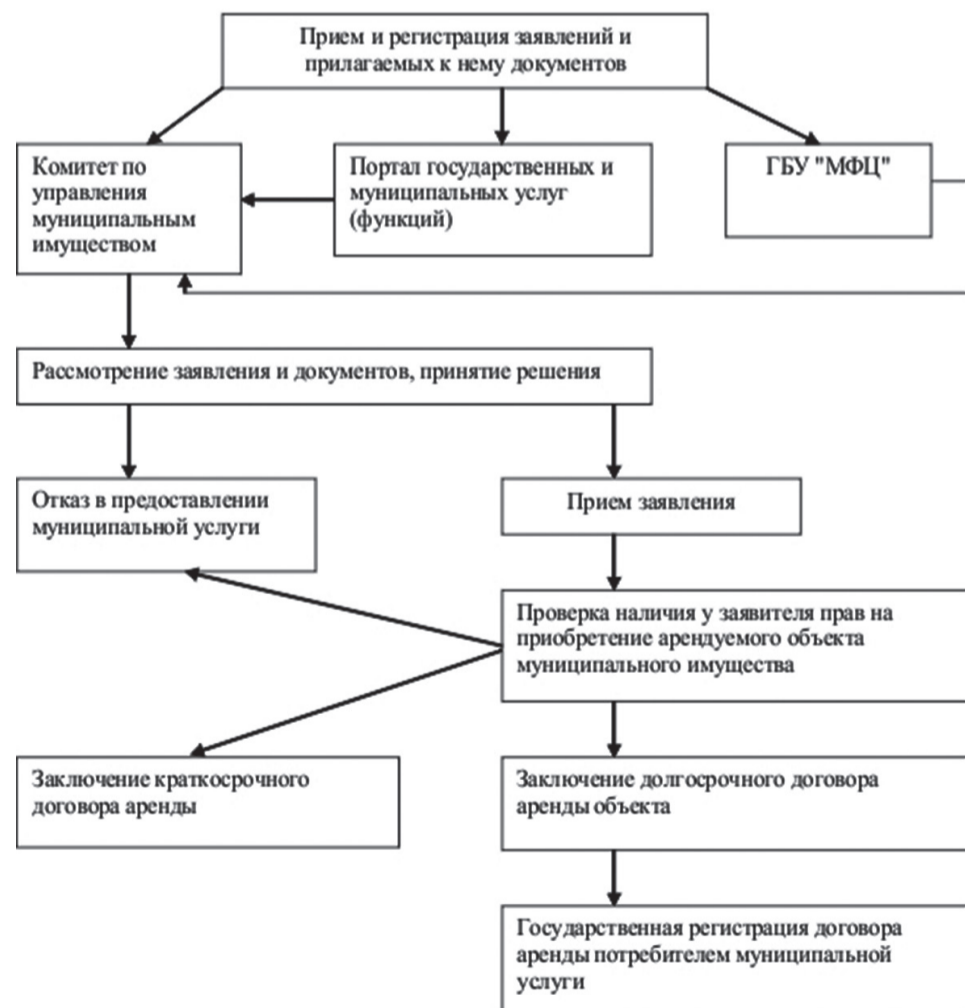 Прием и регистрация заявлений и
прилагаемых к нему документов
Комитет по
управления
муниципальным
имуществом
Портал государственных и
муниципальных услуг
(функций)
ГБУ "МФЦ"
Рассмотрение заявления и документов, принятие решения
Отказ в предоставлении
муниципальной услуги
Прием заявления
Проверка наличия у заявителя прав на
приобретение арендуемого объекта
муниципального имущества
Заключение краткосрочного
договора аренды
Заключение долгосрочного договора
аренды объекта
Государственная регистрация договора
аренды потребителем муниципальной
услуги